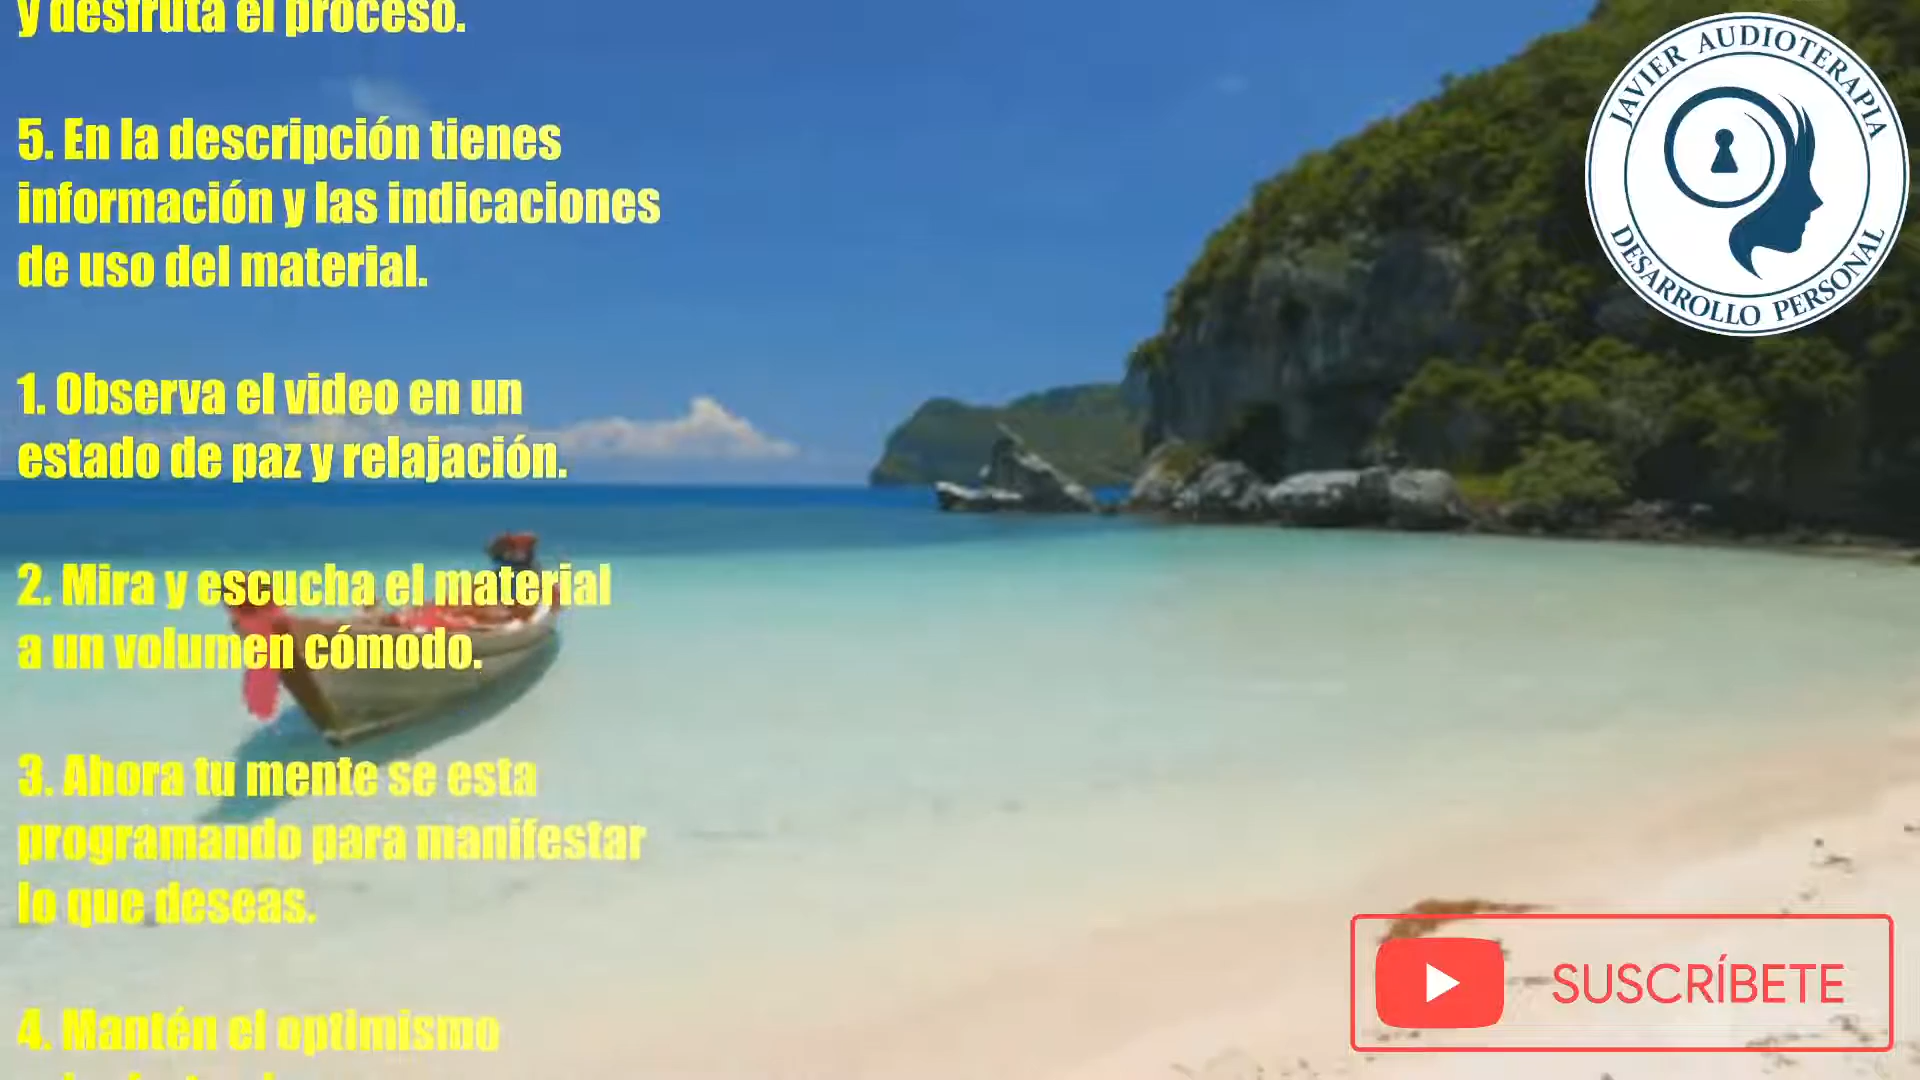 y desfruta el proceso.
5. En la descripción tienes
información y las indicaciones
de uso del material.
1. Observa el video en un
estado de paz y relajación.
2. Mira y escucha el material
a un volumen cómodo.
3. Ahora tu mente se esta
programando para manifestar
lo que deseas.
4. Mantén el optimismo
JAVIER AUDIOTERAPIA
DESARROLLO PERSONAL
SUSCRÍBETE